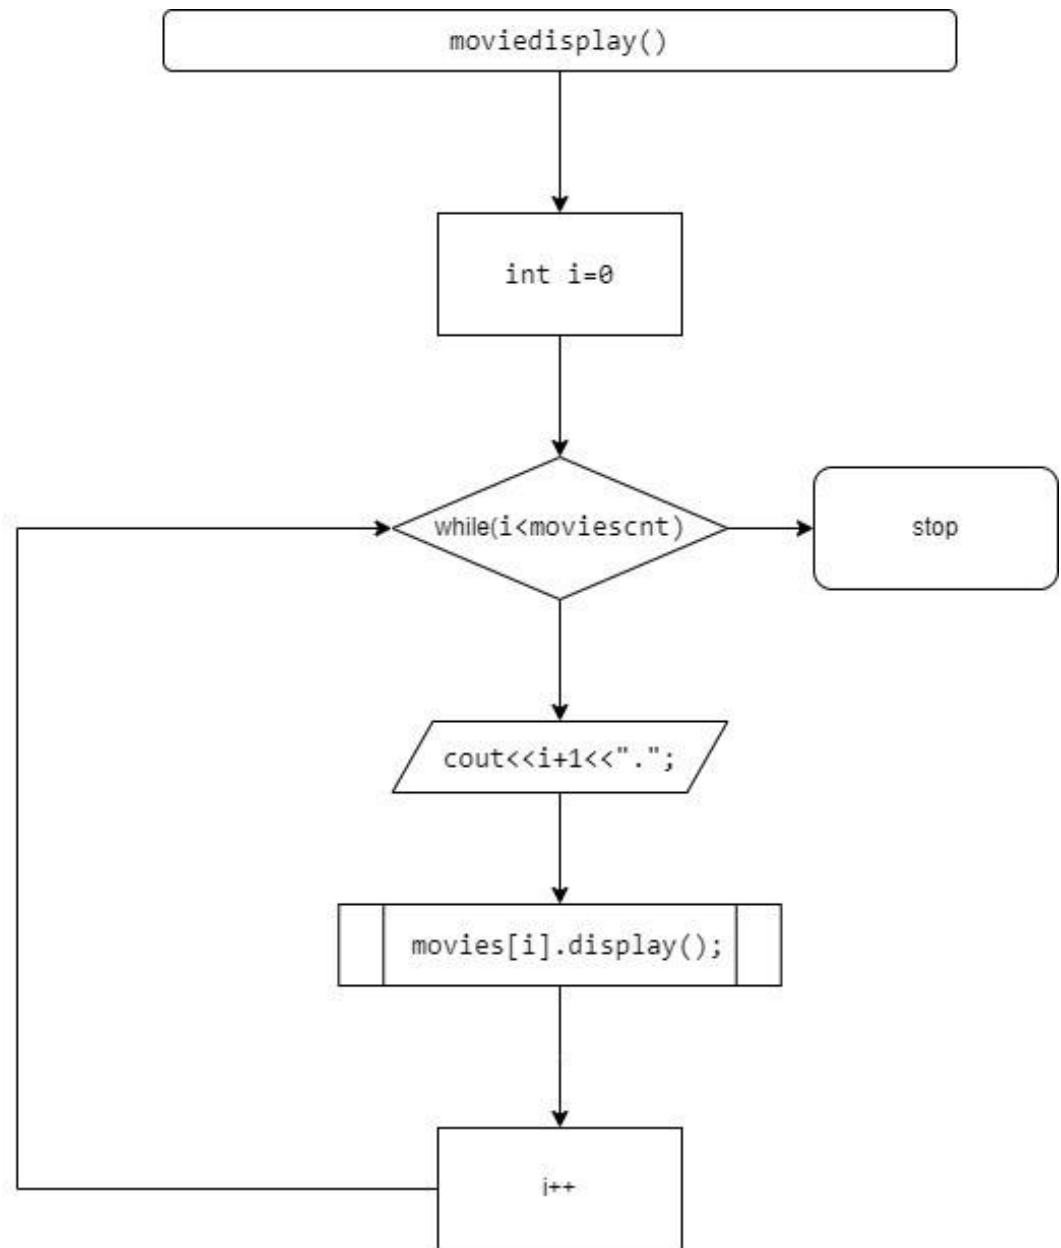 moviedisplay()
int i=0
while(i<moviescnt)
stop
cout<<i+1<<".";
movies[i].display();
i++